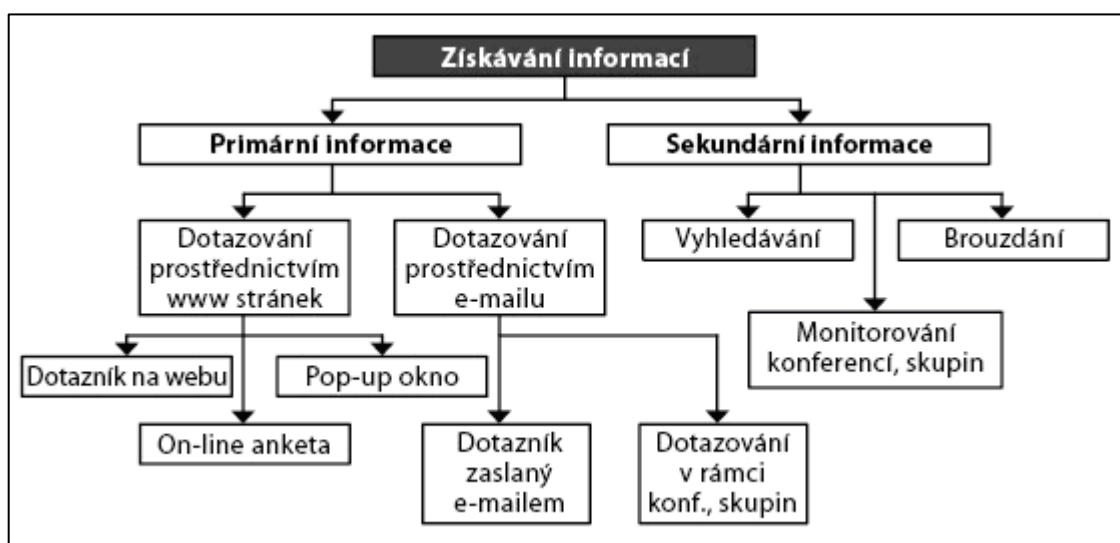 Získávání informací
Primární informace
Sekundární informace
Dotazování
prostřednictvím
www stránek
Dotazování
prostřednictvím
e-mailu
Vyhledávání
Brouzdání
Monitorování
konferencí, skupin
Dotazník na webu
Pop-up okno
On-line anketa
Dotazník
zaslaný
e-mailem
Dotazování
v rámci
konf., skupin